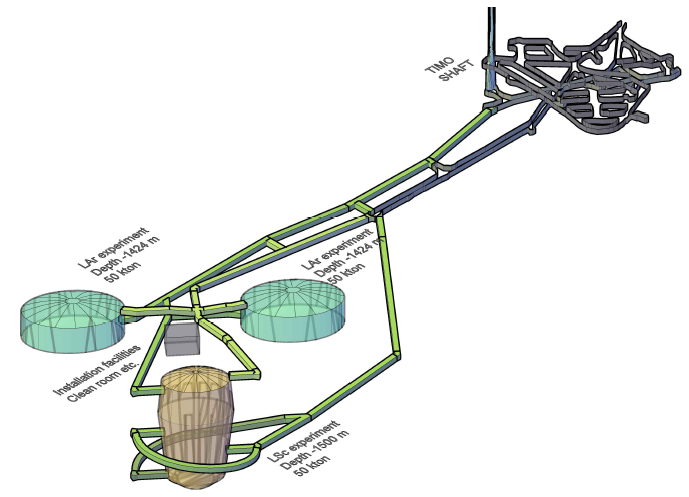 TIMO
SHAFT
LAr experiment
Depth -1424 m
50 kton
LAr experiment
Depth -1424 m
50 kton
Installation facilities
Clean room etc.
LSc experiment
Depth -1500 m
50 kton